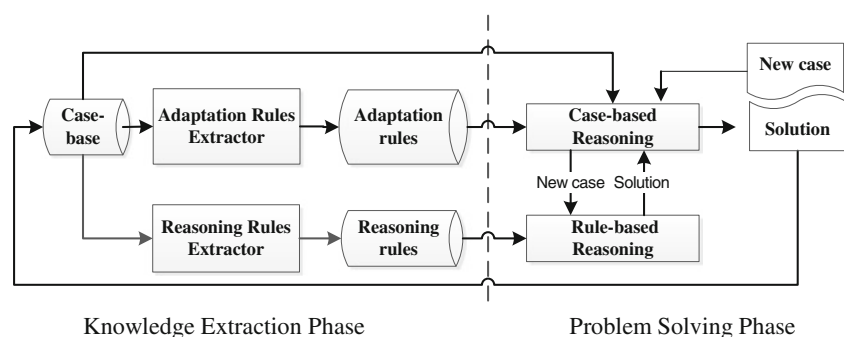 New case
Case-
base
Adaptation Rules
Extractor
Adaptation
rules
Case-based
Reasoning
Solution
New case Solution
Reasoning Rules
Extractor
Reasoning
rules
Rule-based
Reasoning
Knowledge Extraction Phase
Problem Solving Phase